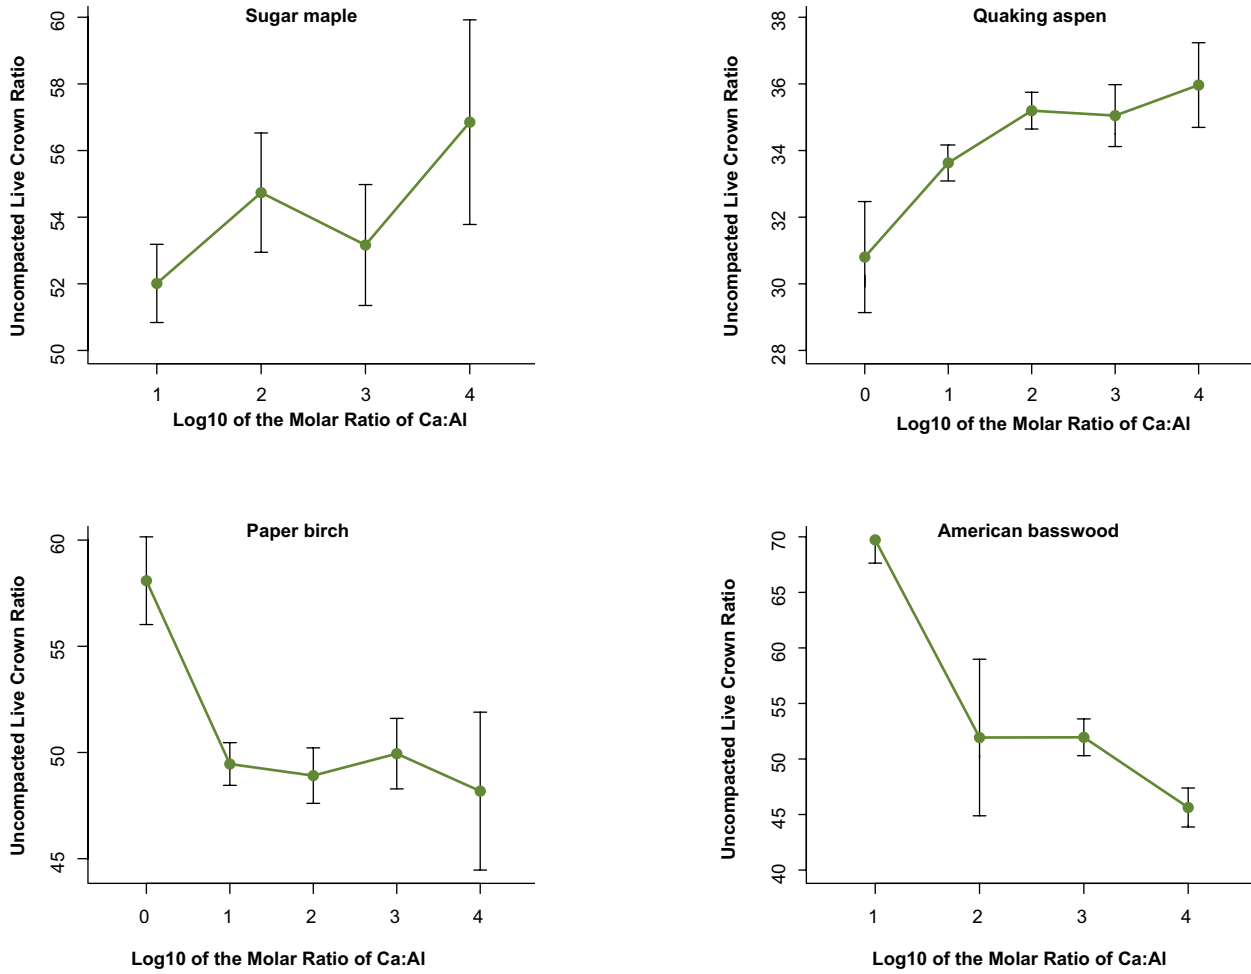 Sugar maple
Uncompacted Live Crown Ratio
60
58
56
54
52
50
1 2 3 4
Log10 of the Molar Ratio of Ca:Al
Quaking aspen
Uncompacted Live Crown Ratio
38
36
34
32
30
28
0 1 2 3 4
Log10 of the Molar Ratio of Ca:Al
Paper birch
Uncompacted Live Crown Ratio
60
55
50
45
0 1 2 3 4
Log10 of the Molar Ratio of Ca:Al
American basswood
Uncompacted Live Crown Ratio
70
65
60
55
50
45
40
1 2 3 4
Log10 of the Molar Ratio of Ca:Al